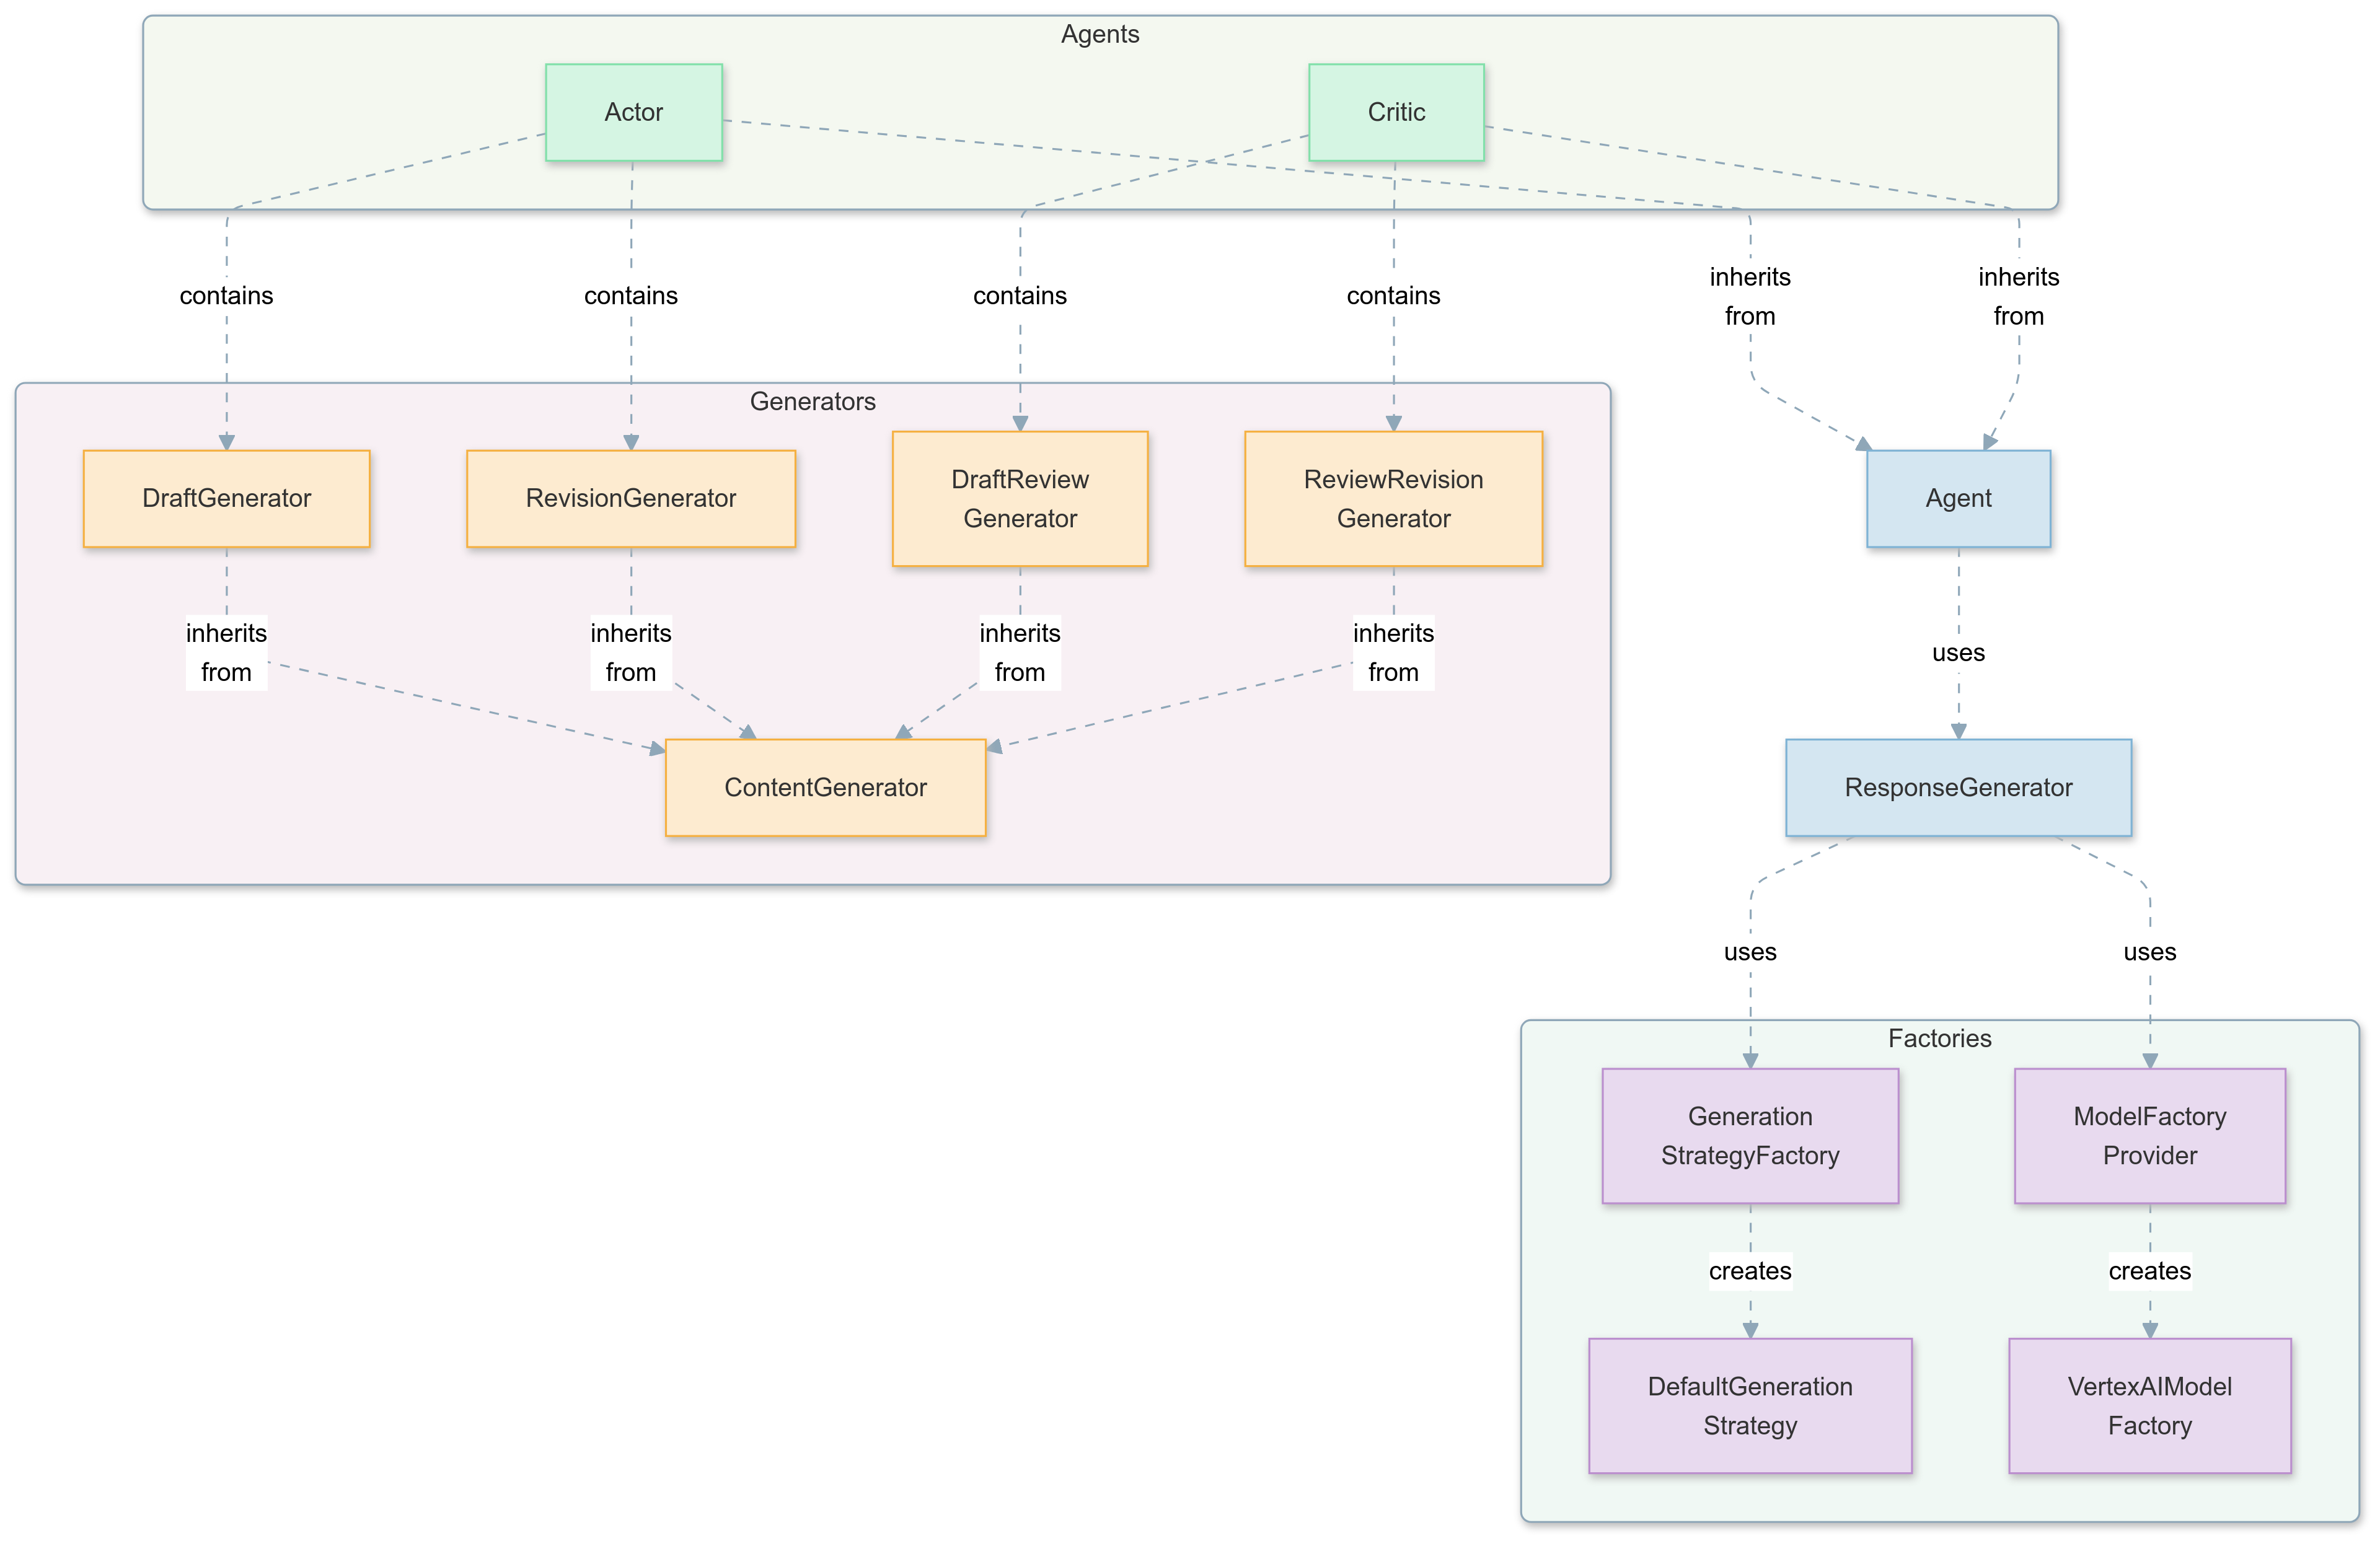 Agents
Actor
Critic
contains
contains
contains
contains
inherits
from
inherits
from
Generators
DraftGenerator
RevisionGenerator
DraftReview
Generator
ReviewRevision
Generator
Agent
inherits
from
inherits
from
inherits
from
inherits
from
uses
ContentGenerator
ResponseGenerator
uses
uses
Factories
Generation
StrategyFactory
ModelFactory
Provider
creates
creates
DefaultGeneration
Strategy
VertexAIModel
Factory